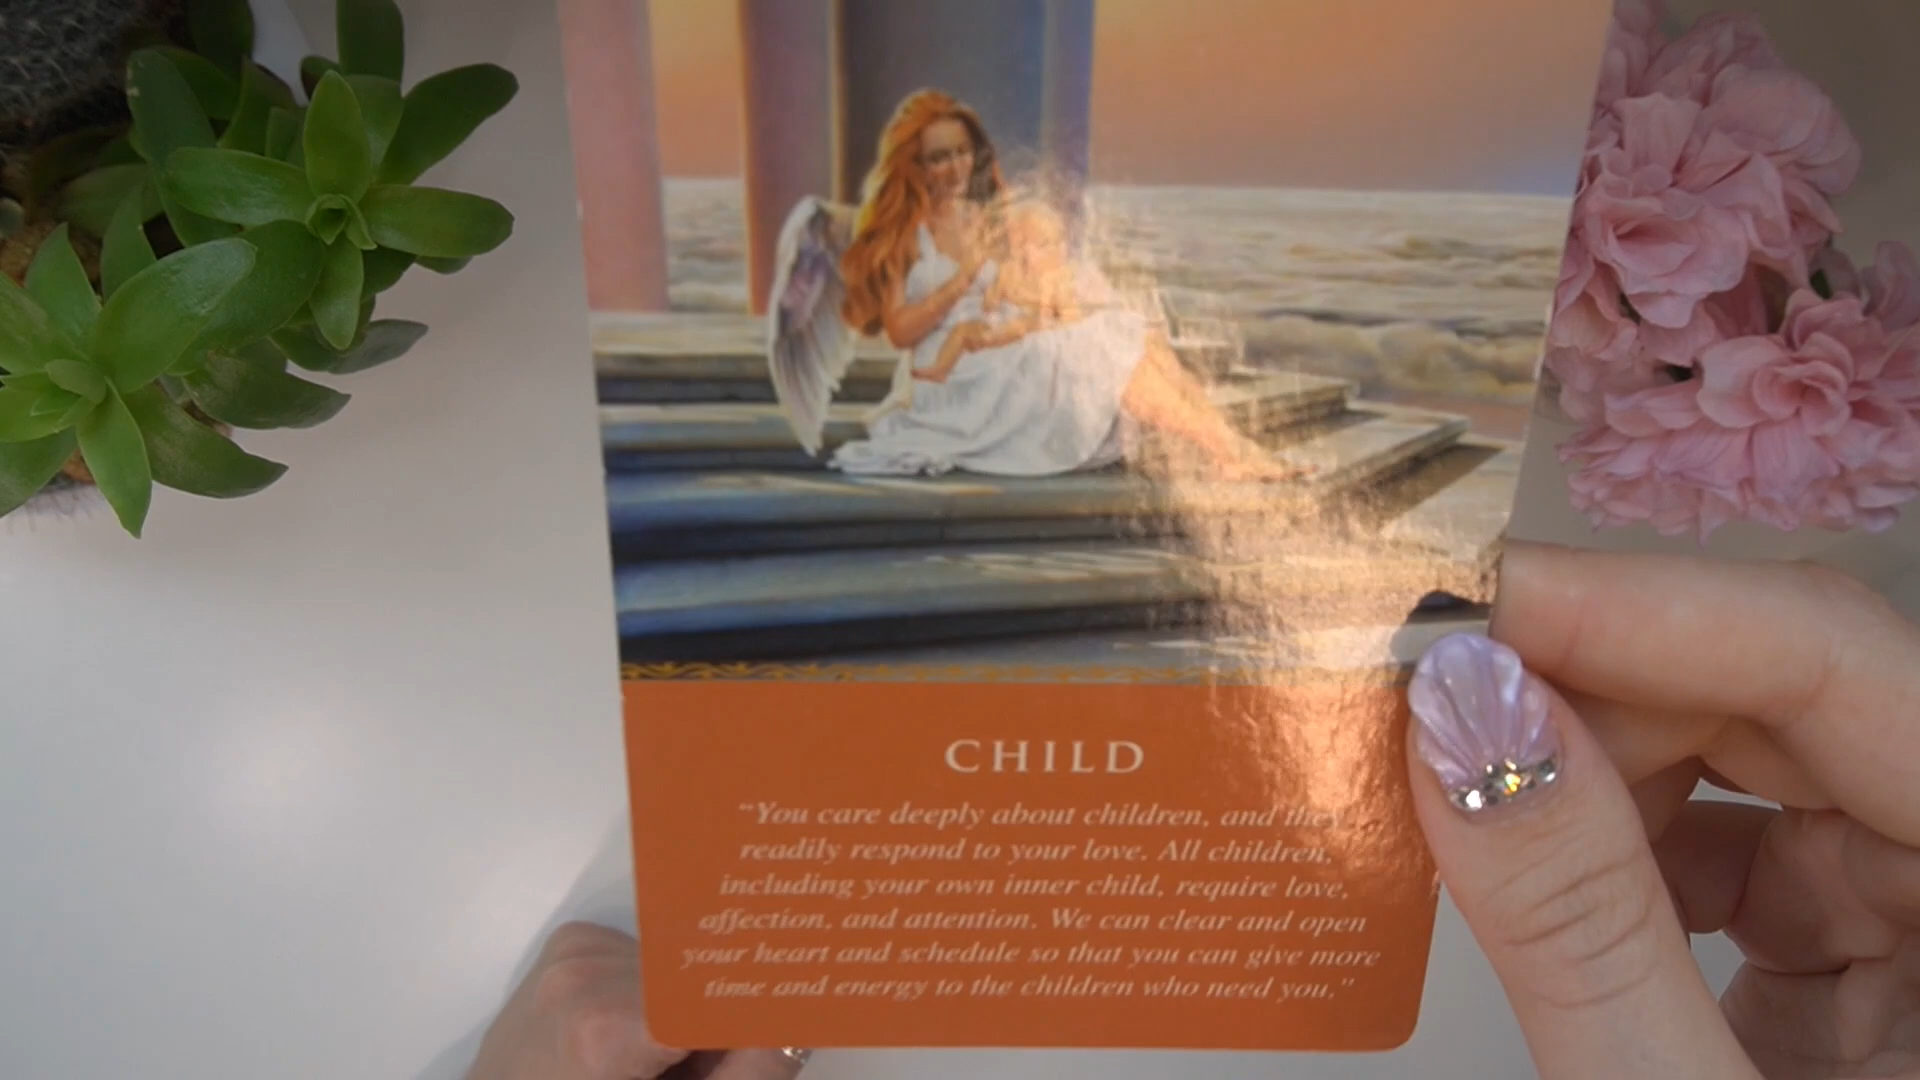 CHILD
"You care deeply about children, and they
readily respond to your love. All children,
including your own inner child, require love,
affection, and attention. We can clear and open
your heart and schedule so that you can give more
time and energy to the children who need you."